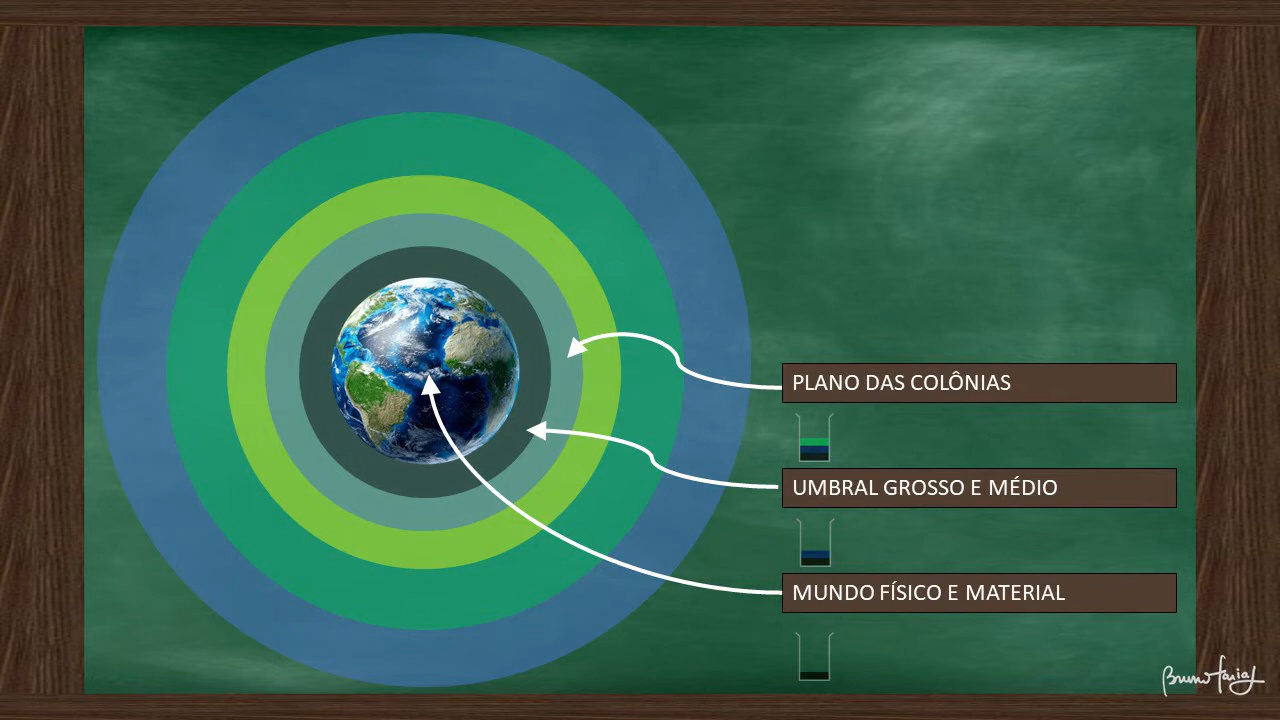 PLANO DAS COLÔNIAS
UMBRAL GROSSO E MÉDIO
MUNDO FÍSICO E MATERIAL
Bruno Farias